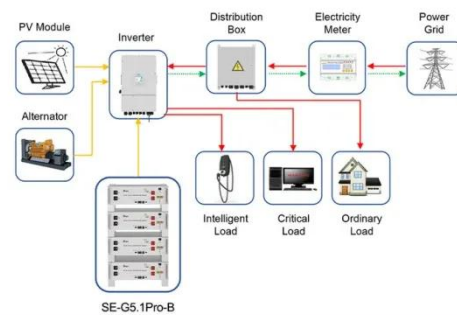 PV Module
Inverter
Distribution
Box
Electricity
Meter
Power
Grid
Alternator
Intelligent
Load
Critical
Load
Ordinary
Load
SE-G5.1Pro-B